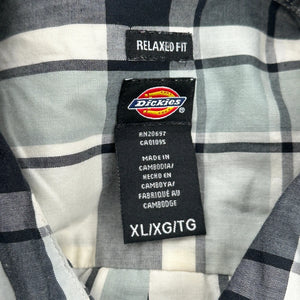 RELAXED FIT
Dickies
RN20697
CA01095
MADE IN
CAMBODIA/
HECHO EN
CAMBOYA/
FABRIQUÉ AU
CAMBODGE
XL/XG/TG